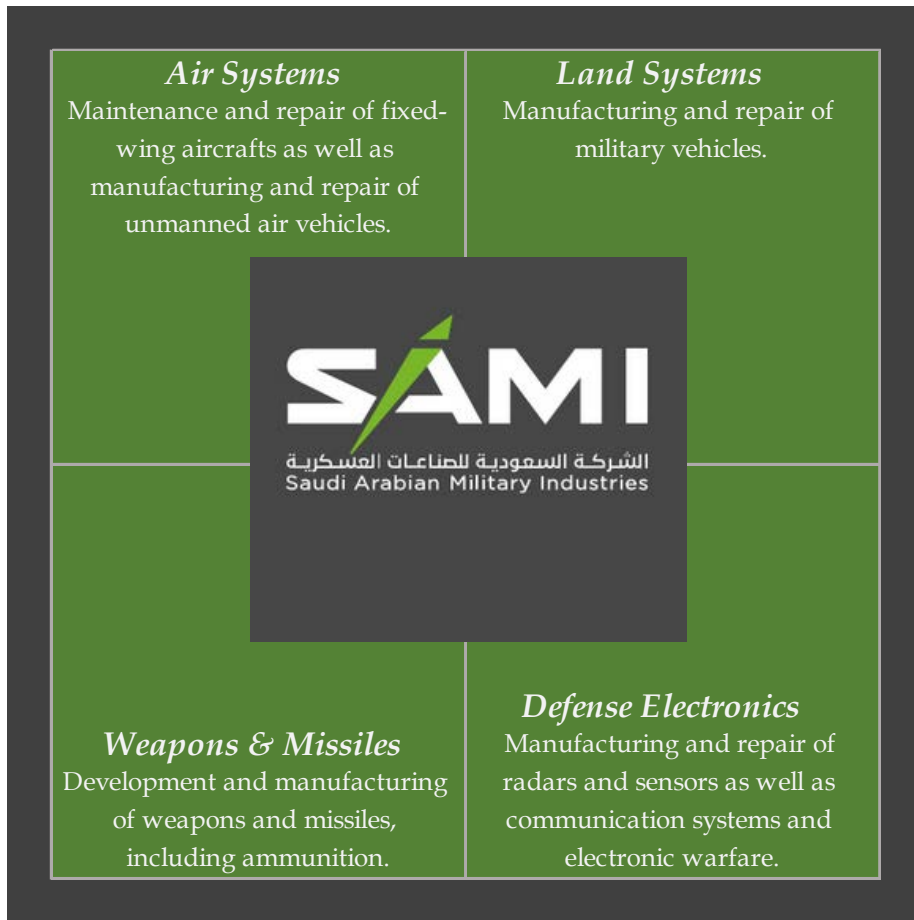 Air Systems
Maintenance and repair of fixed-
wing aircrafts as well as
manufacturing and repair of
unmanned air vehicles.
Land Systems
Manufacturing and repair of
military vehicles.
SAMI
الشركة السعودية للصناعات العسكرية
Saudi Arabian Military Industries
Weapons & Missiles
Development and manufacturing
of weapons and missiles,
including ammunition.
Defense Electronics
Manufacturing and repair of
radars and sensors as well as
communication systems and
electronic warfare.